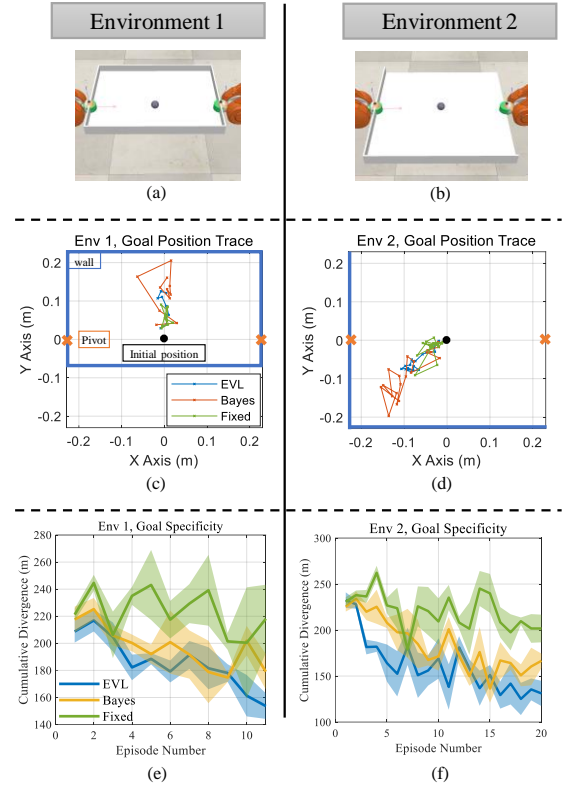 Environment 1
Environment 2
(a)
(b)
Env 1, Goal Position Trace
0.2
0.1
0
-0.1
-0.2
Y Axis (m)
wall
Pivot
Initial position
EVL
Bayes
Fixed
-0.2 -0.1 0 0.1 0.2
X Axis (m)
(c)
Env 2, Goal Position Trace
0.2
0.1
0
-0.1
-0.2
Y Axis (m)
-0.2 -0.1 0 0.1 0.2
X Axis (m)
(d)
Env 1, Goal Specificity
280
260
240
220
200
180
160
140
Cumulative Divergence (m)
EVL
Bayes
Fixed
0 2 4 6 8 10
Episode Number
(e)
Env 2, Goal Specificity
300
250
200
150
100
Cumulative Divergence (m)
0 5 10 15 20
Episode Number
(f)